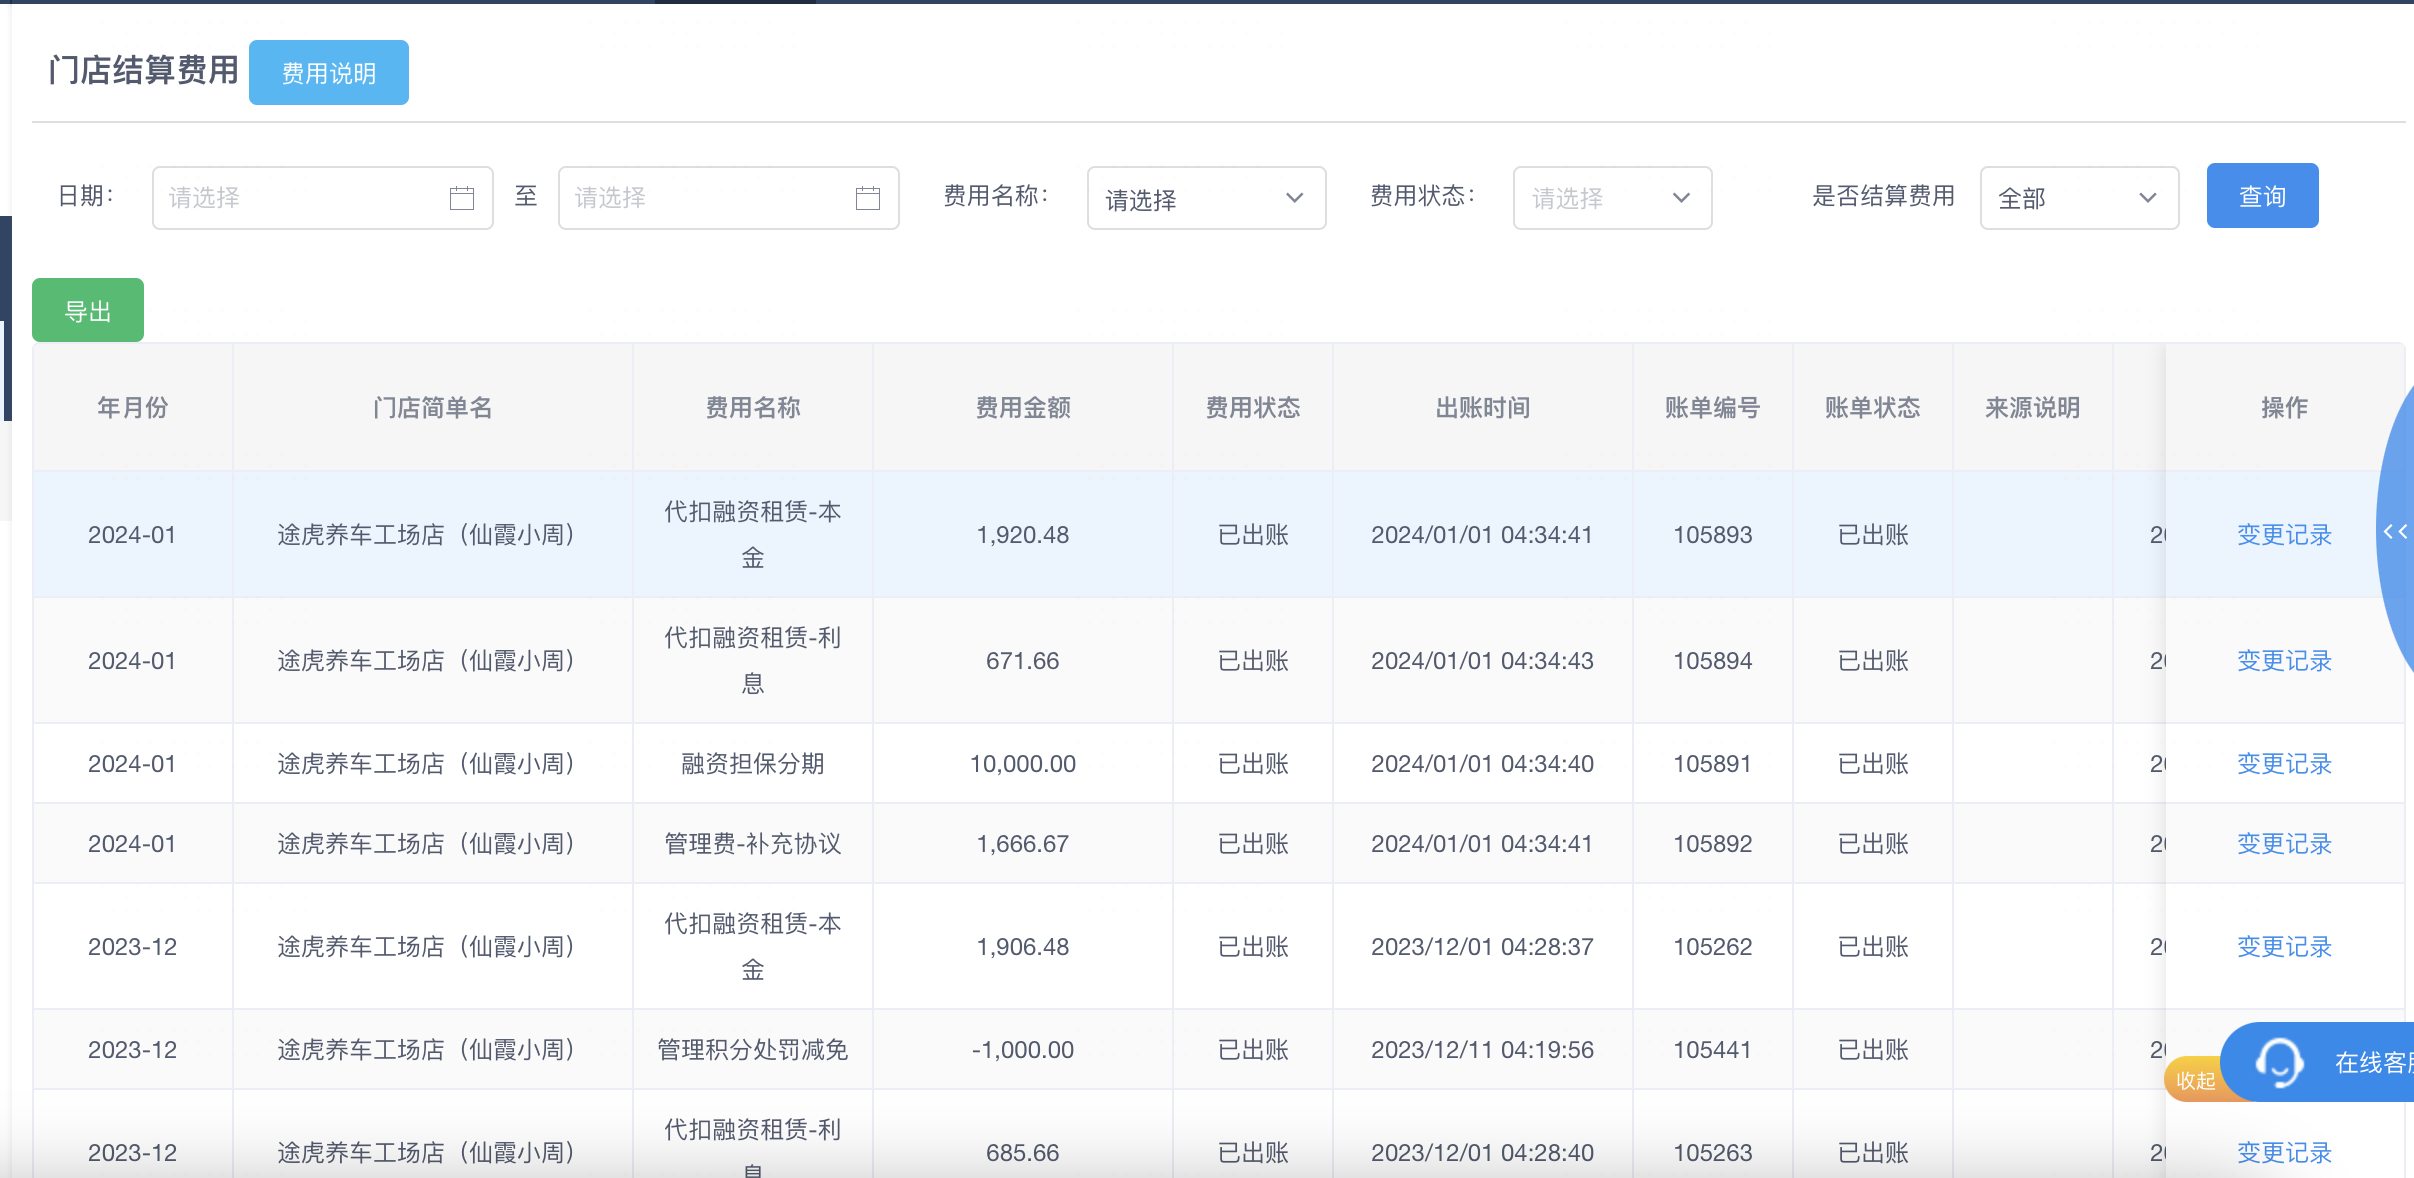 门店结算费用 费用说明
日期: 请选择 至 请选择 费用名称: 请选择 费用状态: 请选择 是否结算费用 全部 查询
导出
年月份 门店简单名 费用名称 费用金额 费用状态 出账时间 账单编号 账单状态 来源说明 操作
2024-01 途虎养车工场店（仙霞小周） 代扣融资租赁-本金 1,920.48 已出账 2024/01/01 04:34:41 105893 已出账 20 变更记录
2024-01 途虎养车工场店（仙霞小周） 代扣融资租赁-利息 671.66 已出账 2024/01/01 04:34:43 105894 已出账 20 变更记录
2024-01 途虎养车工场店（仙霞小周） 融资担保分期 10,000.00 已出账 2024/01/01 04:34:40 105891 已出账 20 变更记录
2024-01 途虎养车工场店（仙霞小周） 管理费-补充协议 1,666.67 已出账 2024/01/01 04:34:41 105892 已出账 20 变更记录
2023-12 途虎养车工场店（仙霞小周） 代扣融资租赁-本金 1,906.48 已出账 2023/12/01 04:28:37 105262 已出账 20 变更记录
2023-12 途虎养车工场店（仙霞小周） 管理积分处罚减免 -1,000.00 已出账 2023/12/11 04:19:56 105441 已出账 20
收起 在线客服
2023-12 途虎养车工场店（仙霞小周） 代扣融资租赁-利息 685.66 已出账 2023/12/01 04:28:40 105263 已出账 20 变更记录